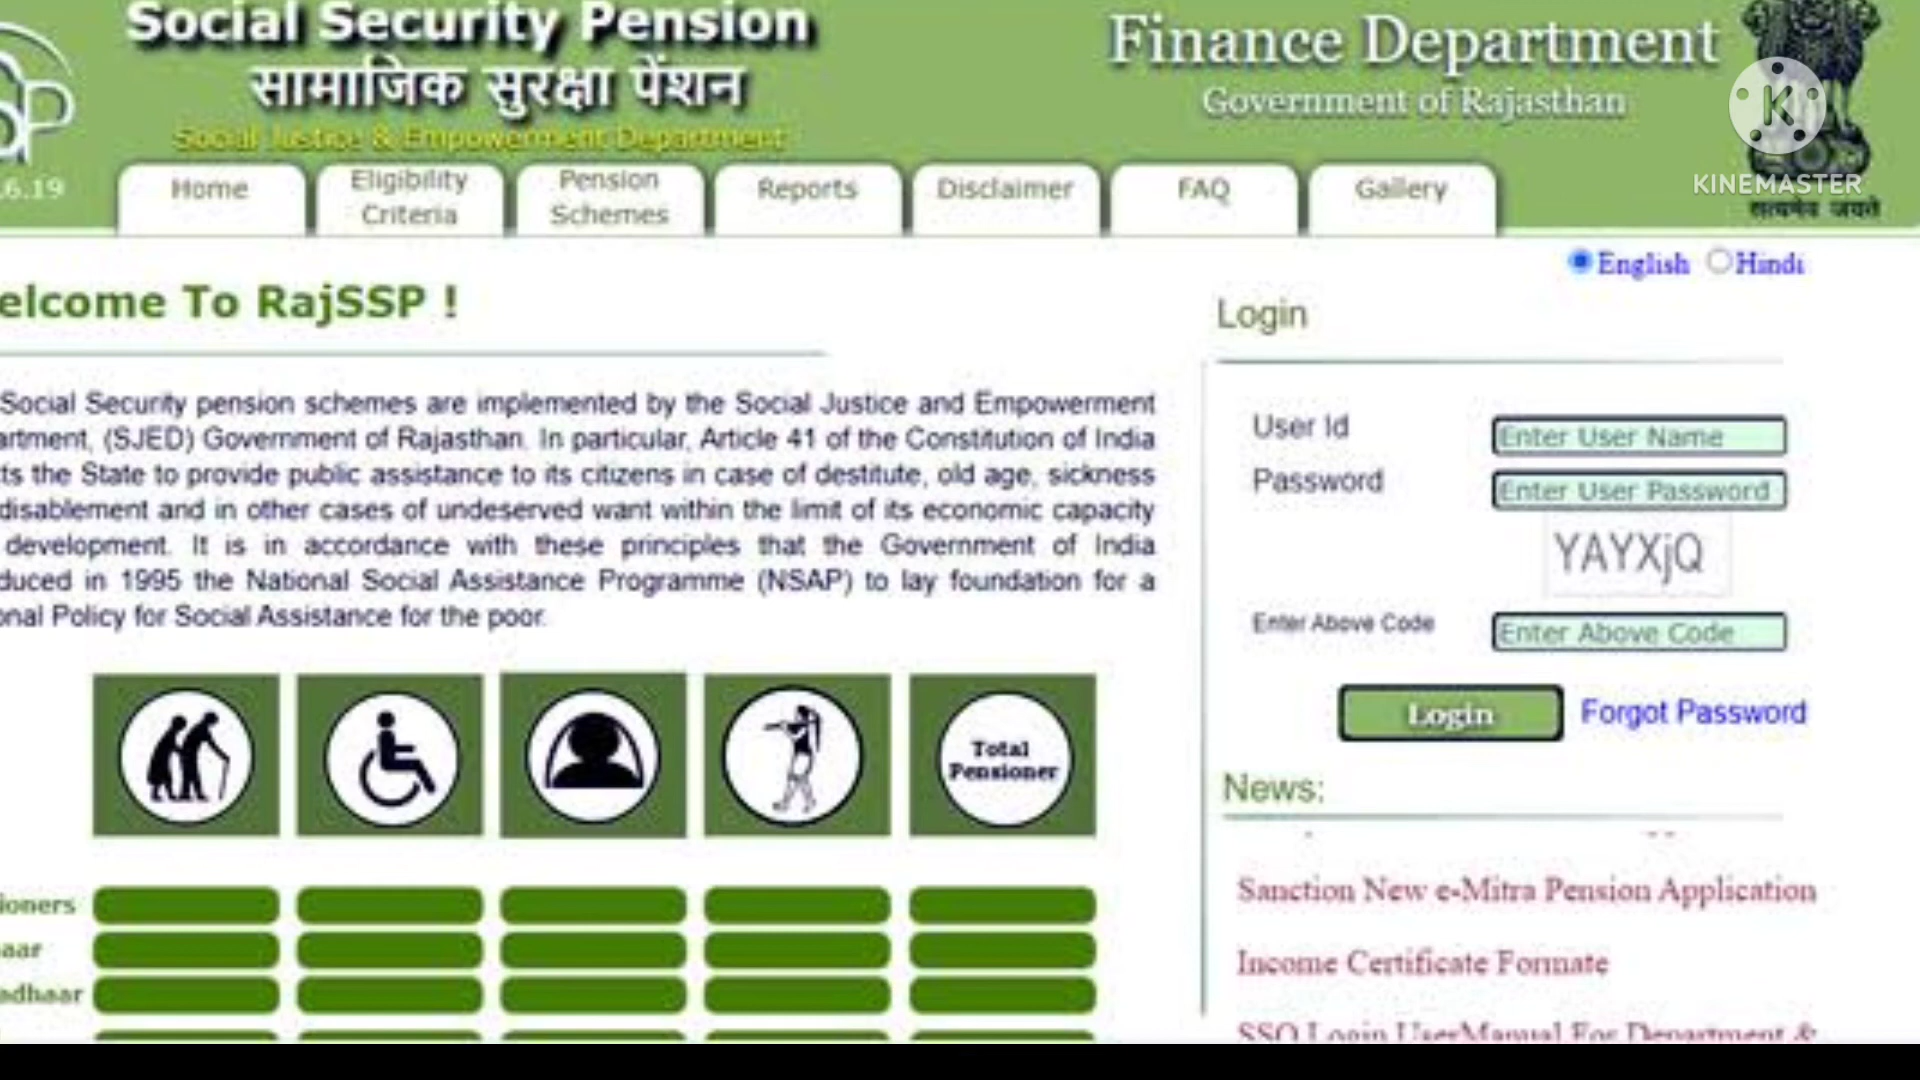 Social Security Pension
सामाजिक सुरक्षा पेंशन
Social Justice & Empowerment Department
Finance Department
Government of Rajasthan
KINEMASTER
सत्यमेव जयते
.6.19
Home
Eligibility Criteria
Pension Schemes
Reports
Disclaimer
FAQ
Gallery
English Hindi
elcome To RajSSP !
Social Security pension schemes are implemented by the Social Justice and Empowerment
artment, (SJED) Government of Rajasthan. In particular, Article 41 of the Constitution of India
ts the State to provide public assistance to its citizens in case of destitute, old age, sickness
disablement and in other cases of undeserved want within the limit of its economic capacity
development. It is in accordance with these principles that the Government of India
duced in 1995 the National Social Assistance Programme (NSAP) to lay foundation for a
onal Policy for Social Assistance for the poor.
Login
User Id
Enter User Name
Password
Enter User Password
YAYXjQ
Enter Above Code
Enter Above Code
Login
Forgot Password
News:
Sanction New e-Mitra Pension Application
Income Certificate Formate
SSO Login UserManual For Department &
Total
Pensioner
ioners
aar
adhaar